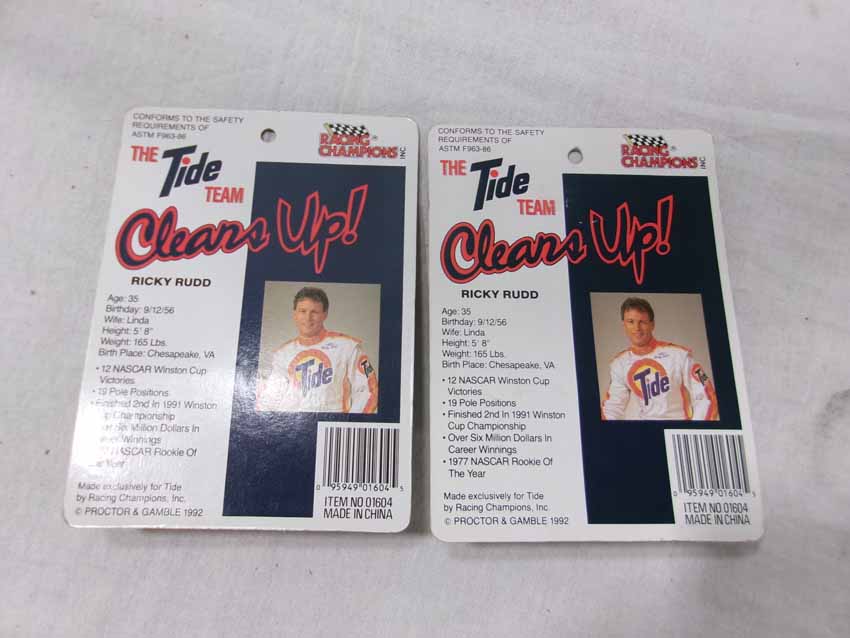 CONFORMS TO THE SAFETY
REQUIREMENTS OF
ASTM F963-86
RACING
CHAMPIONS INC.
THE Tide TEAM
Cleans Up!
RICKY RUDD
Age: 35
Birthday: 9/12/56
Wife: Linda
Height: 5' 8"
Weight: 165 Lbs.
Birth Place: Chesapeake, VA
• 12 NASCAR Winston Cup
Victories
• 19 Pole Positions
• Finished 2nd In 1991 Winston
Cup Championship
Over Six Million Dollars In
Career Winnings
NASCAR Rookie Of
The Year
Tide
Made exclusively for Tide
by Racing Champions, Inc.
© PROCTOR & GAMBLE 1992
0 95949 01604 5
ITEM NO. 01604
MADE IN CHINA
CONFORMS TO THE SAFETY
REQUIREMENTS OF
ASTM F963-86
RACING ®
CHAMPIONS INC.
THE Tide TEAM
Cleans Up!
RICKY RUDD
Age: 35
Birthday: 9/12/56
Wife: Linda
Height: 5' 8"
Weight: 165 Lbs.
Birth Place: Chesapeake, VA
• 12 NASCAR Winston Cup
Victories
• 19 Pole Positions
• Finished 2nd In 1991 Winston
Cup Championship
• Over Six Million Dollars In
Career Winnings
• 1977 NASCAR Rookie Of
The Year
Tide
Made exclusively for Tide
by Racing Champions, Inc.
© PROCTOR & GAMBLE 1992
0 95949 01604 5
ITEM NO. 01604
MADE IN CHINA